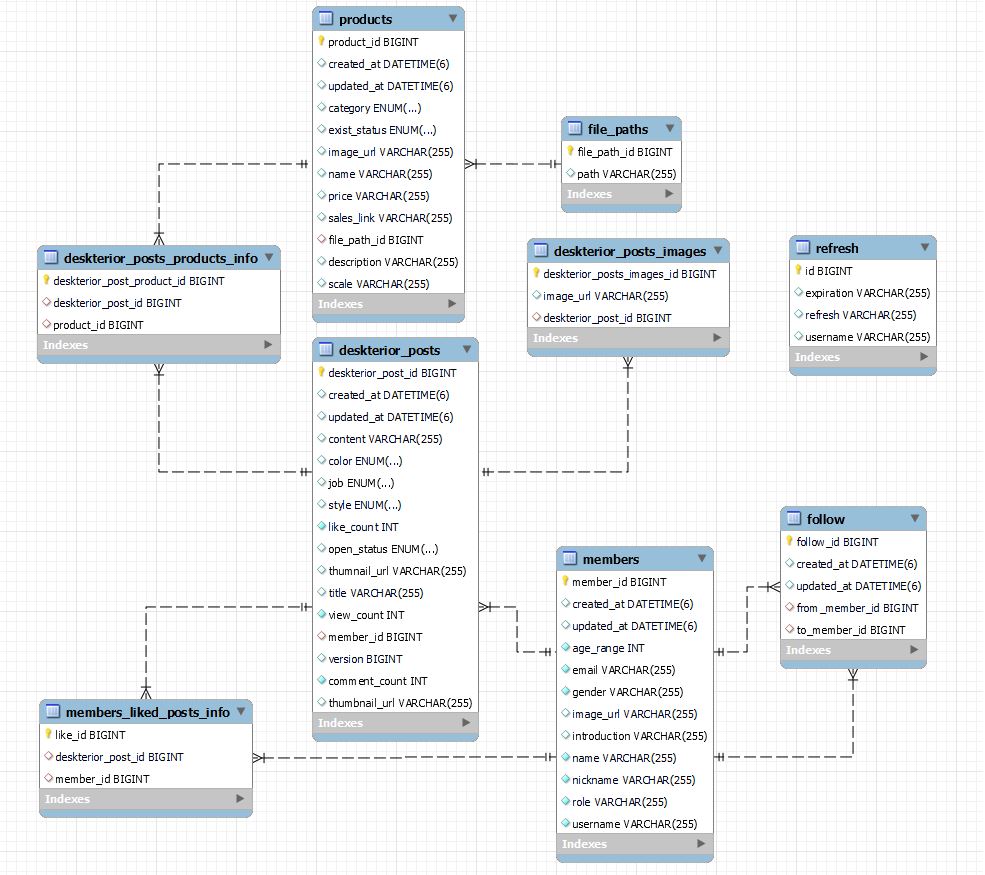 products
product_id BIGINT
created_at DATETIME(6)
updated_at DATETIME(6)
category ENUM(...)
exist_status ENUM(...)
image_url VARCHAR(255)
name VARCHAR(255)
price VARCHAR(255)
sales_link VARCHAR(255)
file_path_id BIGINT
description VARCHAR(255)
scale VARCHAR(255)
Indexes
file_paths
file_path_id BIGINT
path VARCHAR(255)
Indexes
deskterior_posts_products_info
deskterior_post_product_id BIGINT
deskterior_post_id BIGINT
product_id BIGINT
Indexes
deskterior_posts_images
deskterior_posts_images_id BIGINT
image_url VARCHAR(255)
deskterior_post_id BIGINT
Indexes
refresh
id BIGINT
expiration VARCHAR(255)
refresh VARCHAR(255)
username VARCHAR(255)
Indexes
deskterior_posts
deskterior_post_id BIGINT
created_at DATETIME(6)
updated_at DATETIME(6)
content VARCHAR(255)
color ENUM(...)
job ENUM(...)
style ENUM(...)
like_count INT
open_status ENUM(...)
thumnail_url VARCHAR(255)
title VARCHAR(255)
view_count INT
member_id BIGINT
version BIGINT
comment_count INT
thumbnail_url VARCHAR(255)
Indexes
follow
follow_id BIGINT
created_at DATETIME(6)
updated_at DATETIME(6)
from_member_id BIGINT
to_member_id BIGINT
Indexes
members
member_id BIGINT
created_at DATETIME(6)
updated_at DATETIME(6)
age_range INT
email VARCHAR(255)
gender VARCHAR(255)
image_url VARCHAR(255)
introduction VARCHAR(255)
name VARCHAR(255)
nickname VARCHAR(255)
role VARCHAR(255)
username VARCHAR(255)
Indexes
members_liked_posts_info
like_id BIGINT
deskterior_post_id BIGINT
member_id BIGINT
Indexes